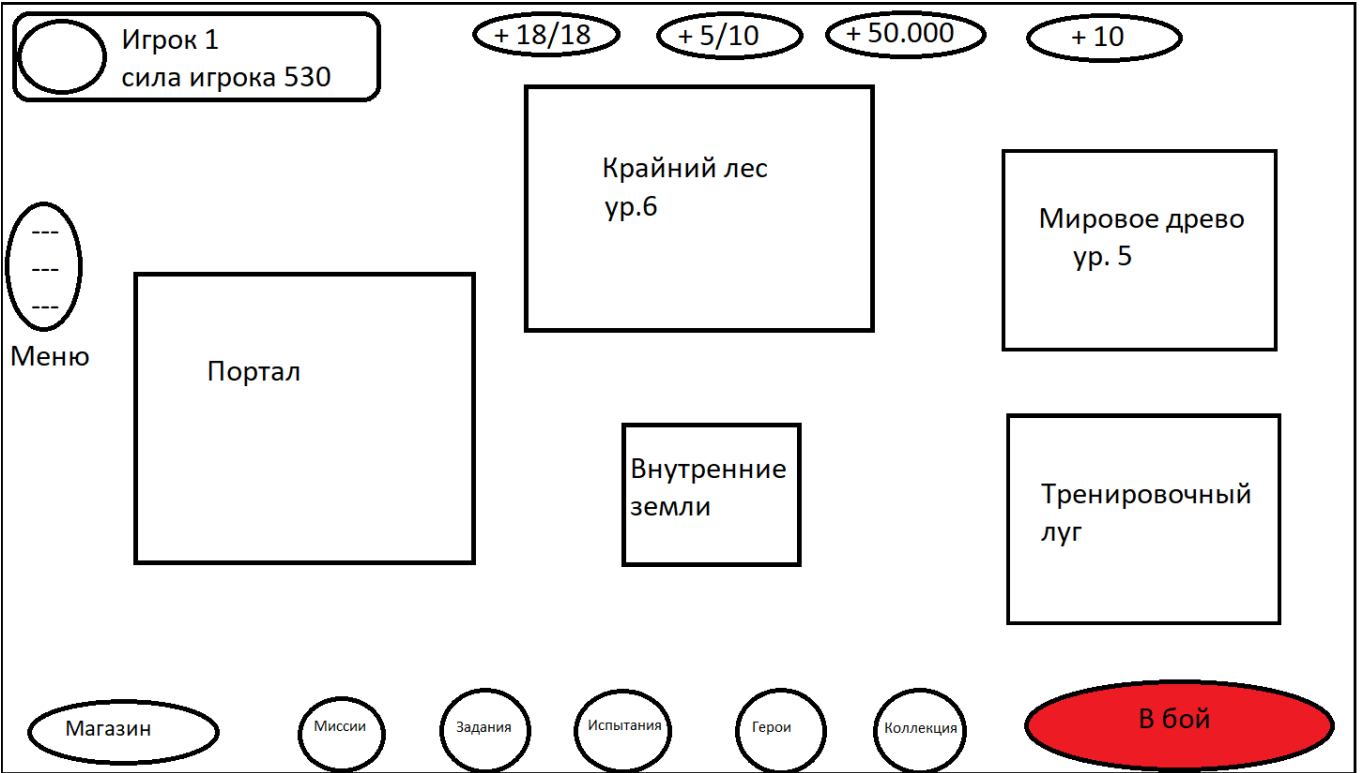 Игрок 1
сила игрока 530
+ 18/18
+ 5/10
+ 50.000
+ 10
Крайний лес
ур.6
Мировое древо
ур. 5
---
---
---
Меню
Портал
Внутренние
земли
Тренировочный
луг
Магазин
Миссии
Задания
Испытания
Герои
Коллекция
В бой